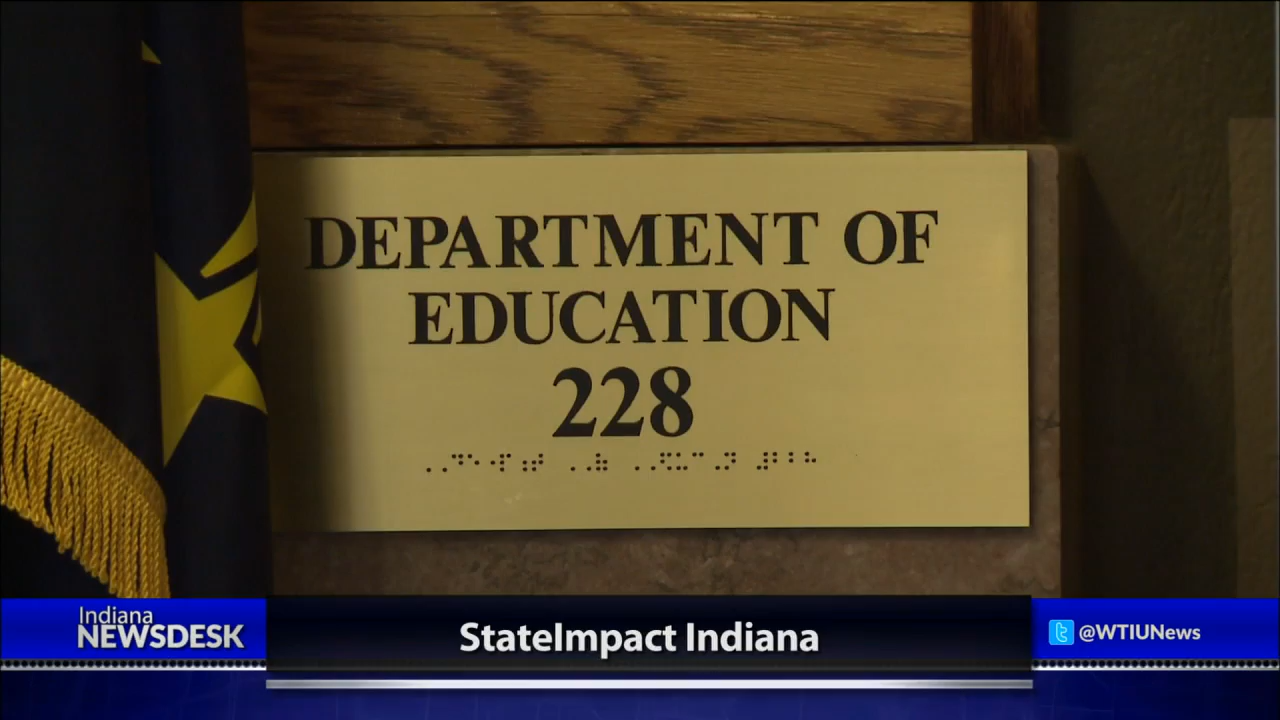 DEPARTMENT OF
EDUCATION
228
Indiana
NEWSDESK
StateImpact Indiana
@WTIUNews